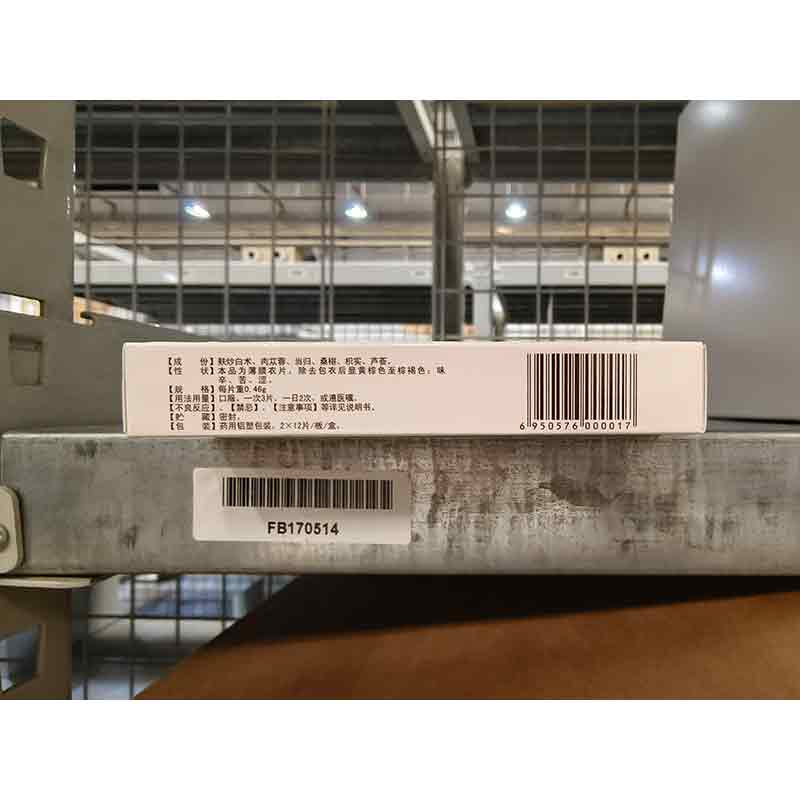 【成　份】麸炒白术、肉苁蓉、当归、桑椹、枳实、芦荟。
【性　状】本品为薄膜衣片，除去包衣后显黄棕色至棕褐色；味
辛、苦、涩。
【规　格】每片重0.46g
【用法用量】口服。一次3片，一日2次，或遵医嘱。
【不良反应】、【禁忌】、【注意事项】等详见说明书。
【贮　藏】密封。
【包　装】药用铝塑包装，2×12片/板/盒。
6 950576 000017
FB170514